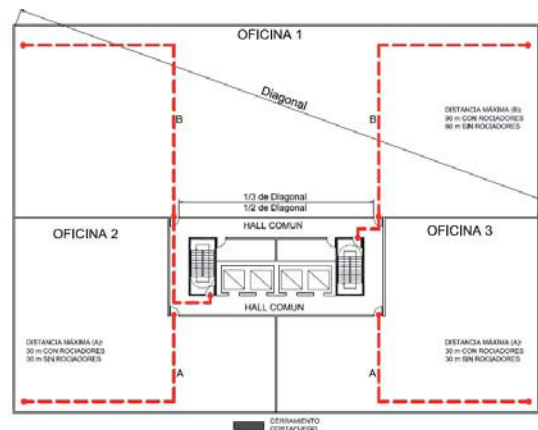 OFICINA 1
Diagonal
DISTANCIA MÁXIMA (B):
90 m CON ROCIADORES
60 m SIN ROCIADORES
B
B
1/3 de Diagonal
1/2 de Diagonal
OFICINA 2
HALL COMUN
OFICINA 3
HALL COMUN
DISTANCIA MÁXIMA (A):
30 m CON ROCIADORES
30 m SIN ROCIADORES
A
A
DISTANCIA MÁXIMA (A):
30 m CON ROCIADORES
30 m SIN ROCIADORES
CERRAMIENTO
CORTAFUEGO